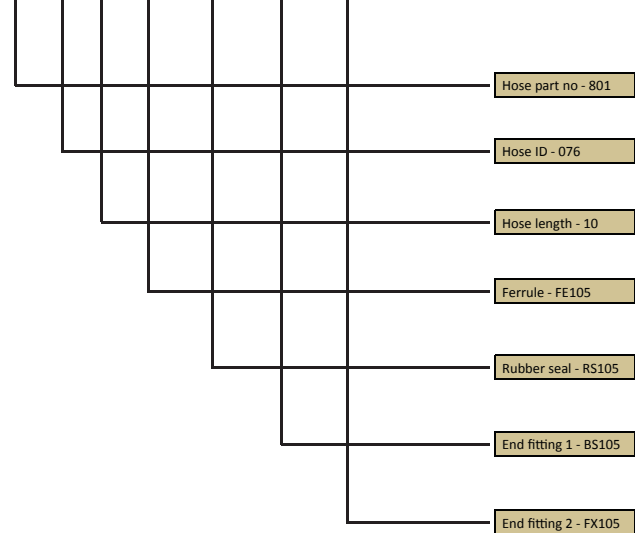 Hose part no - 801
Hose ID - 076
Hose length - 10
Ferrule - FE105
Rubber seal - RS105
End fitting 1 - BS105
End fitting 2 - FX105